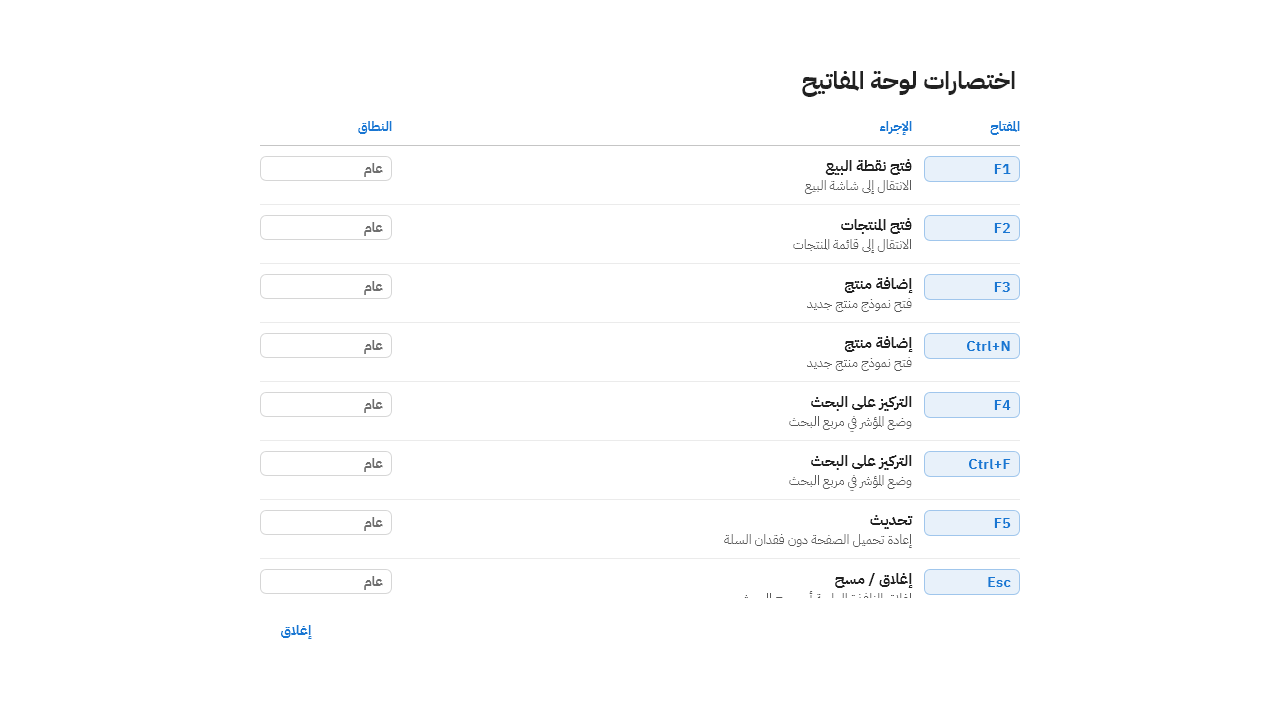 اختصارات لوحة المفاتيح
المفتاح الإجراء النطاق
F1 فتح نقطة البيع عام
الانتقال إلى شاشة البيع
F2 فتح المنتجات عام
الانتقال إلى قائمة المنتجات
F3 إضافة منتج عام
فتح نموذج منتج جديد
Ctrl+N إضافة منتج عام
فتح نموذج منتج جديد
F4 التركيز على البحث عام
وضع المؤشر في مربع البحث
Ctrl+F التركيز على البحث عام
وضع المؤشر في مربع البحث
F5 تحديث عام
إعادة تحميل الصفحة دون فقدان السلة
Esc إغلاق / مسح عام
إغلاق